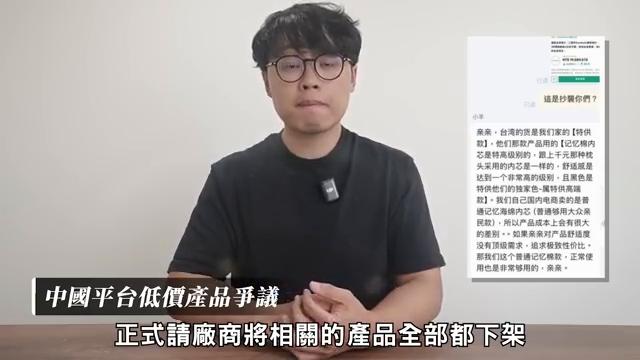 這是抄襲你們？
小羊
亲亲，台湾的货是我们家的【特供
款】，他们那款产品用的【记忆棉内
芯是特高级别的，跟上千元那种枕
头采用的内芯是一样的，舒适感是
达到一个非常高的级别，且黑色是
特供他们的独家色~属特供高端
款】。我们自己国内电商卖的是普
通记忆海绵内芯（普通够用大众亲
民款），所以产品成本上会有很大
的差别。。如果亲亲对产品舒适度
没有顶级需求，追求极致性价比。
那我们这个普通记忆棉款，正常使
用也是非常够用的，亲亲。
中國平台低價產品爭議
正式請廠商將相關的產品全部都下架